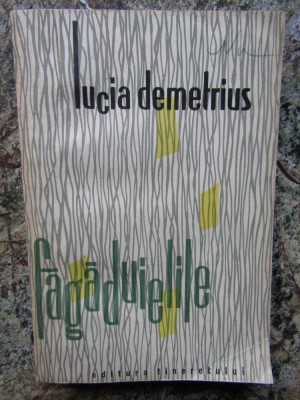 lucia demetrius
făgăduielile
editura tineretului